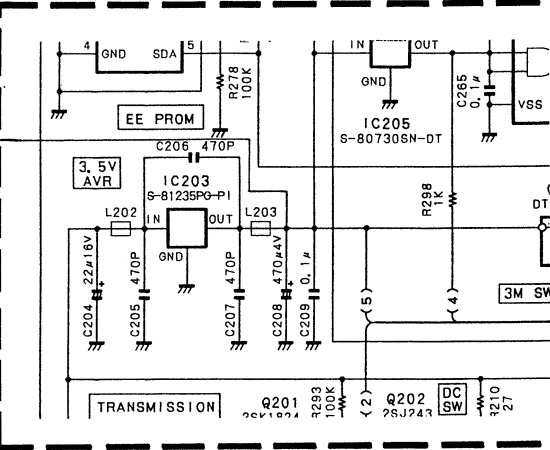 4 GND SDA 5
IN OUT
GND
R278
100K
C265
0.1µ
VSS
EE PROM
IC205
S-80730SN-DT
C206 470P
3.5V
AVR
IC203
S-81235PG-PI
R298
1K
L202 IN OUT L203
DT
GND
22µ16V
470P
470P
470µ4V
0.1µ
C204
C205
C207
C208
C209
5
4
3M SW
TRANSMISSION
Q201
2SK1824
R293
100K
2
Q202
2SJ243
DC
SW
R210
27